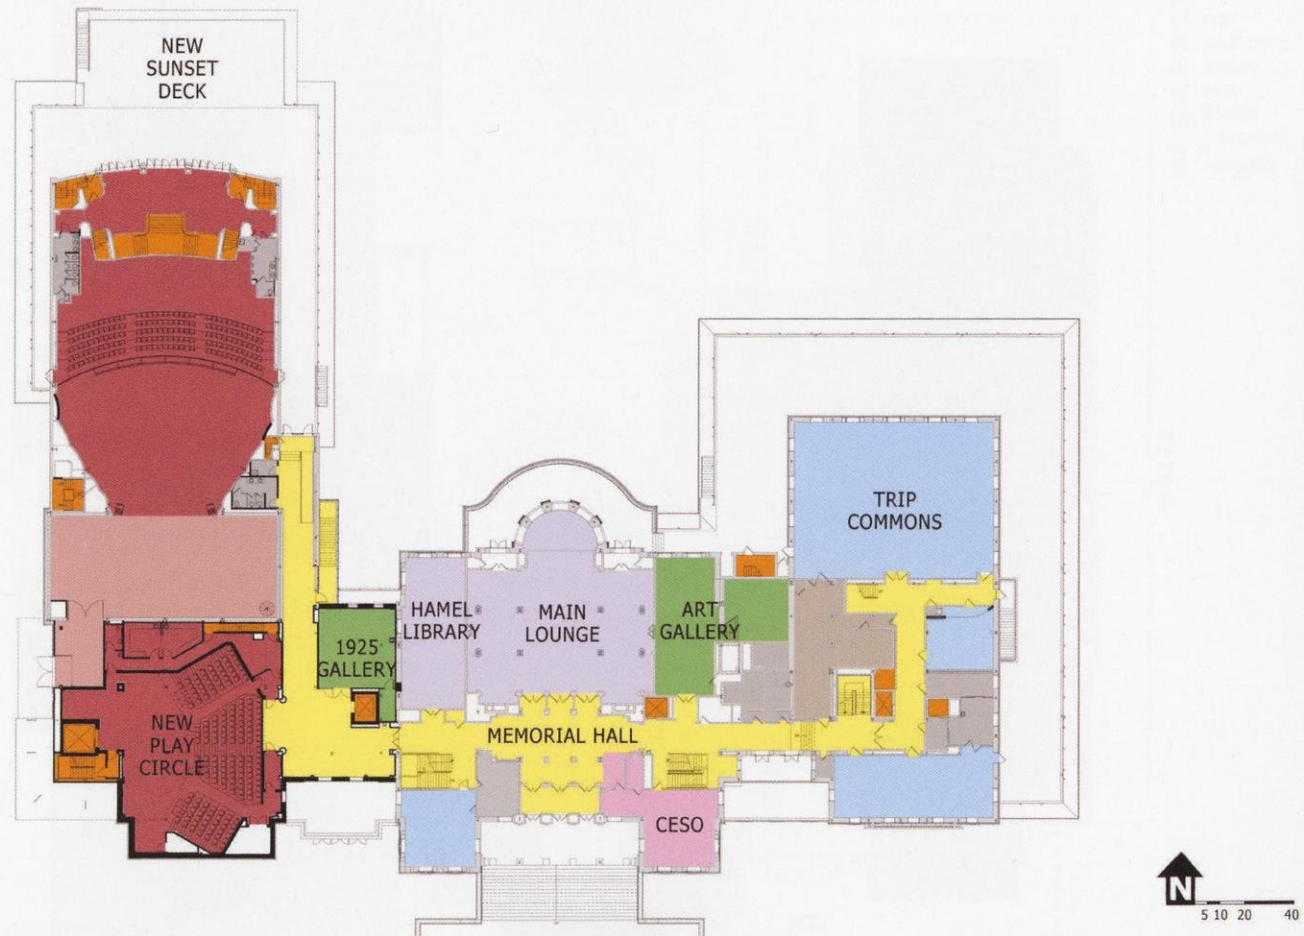 NEW
SUNSET
DECK
TRIP
COMMONS
HAMEL
LIBRARY
MAIN
LOUNGE
ART
GALLERY
1925
GALLERY
NEW
PLAY
CIRCLE
MEMORIAL HALL
CESO
N
5 10 20 40